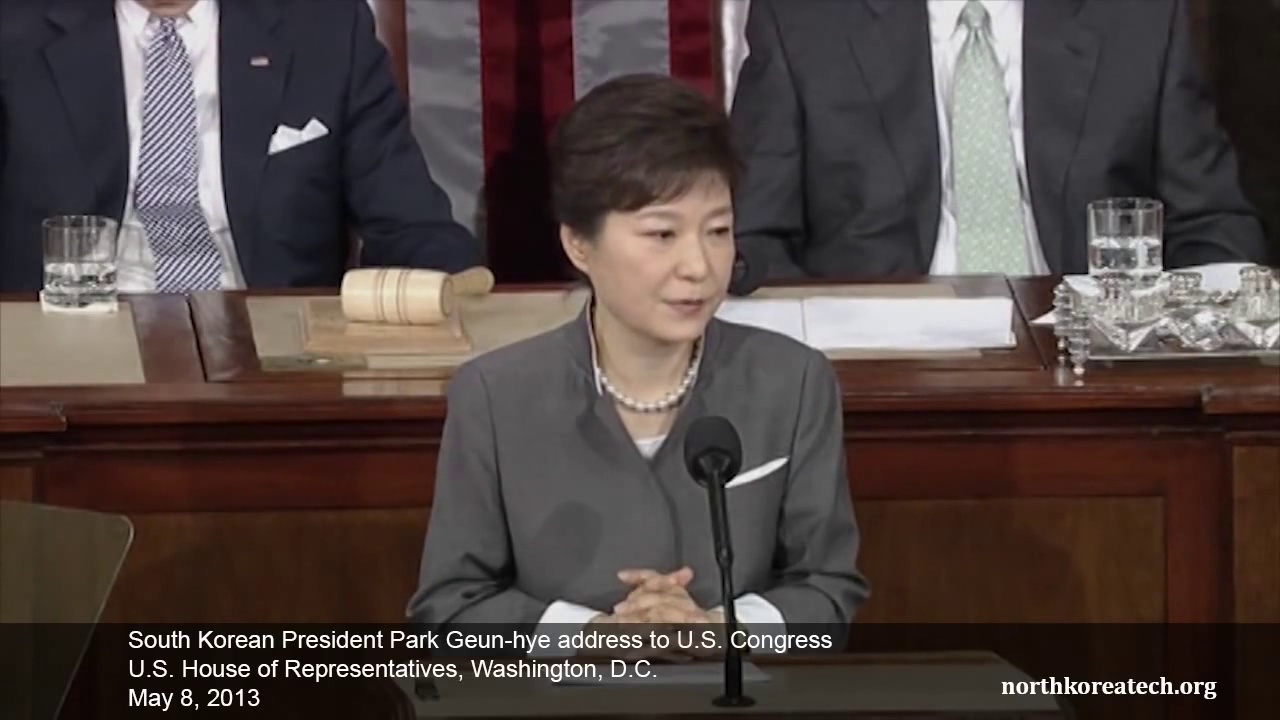 South Korean President Park Geun-hye address to U.S. Congress
U.S. House of Representatives, Washington, D.C.
May 8, 2013
northkoreatech.org